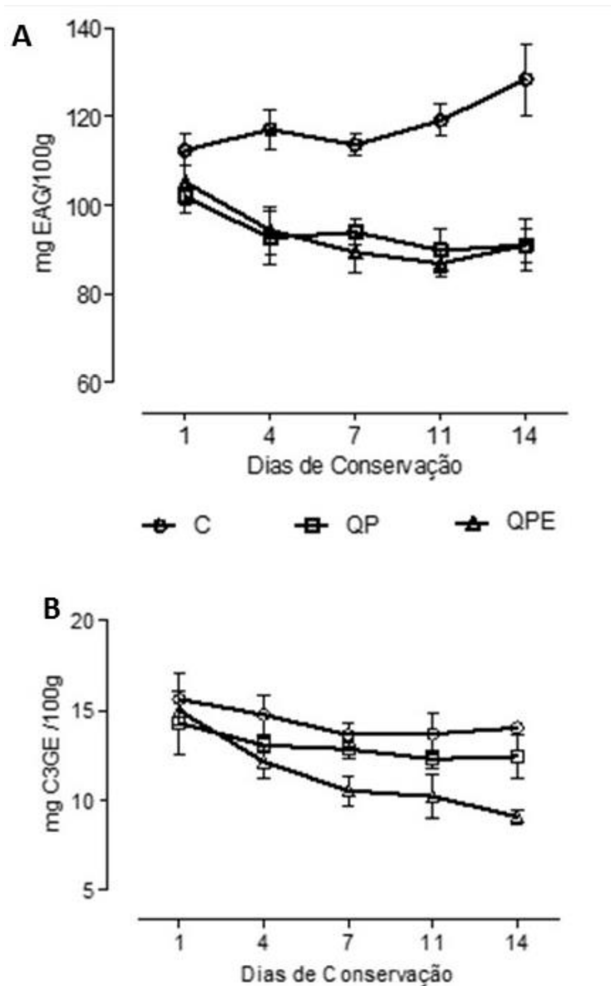 A
140
120
100
80
60
mg EAG/100g
1 4 7 11 14
Dias de Conservação
C QP QPE
B
20
15
10
5
mg C3GE /100g
1 4 7 11 14
Dias de Conservação